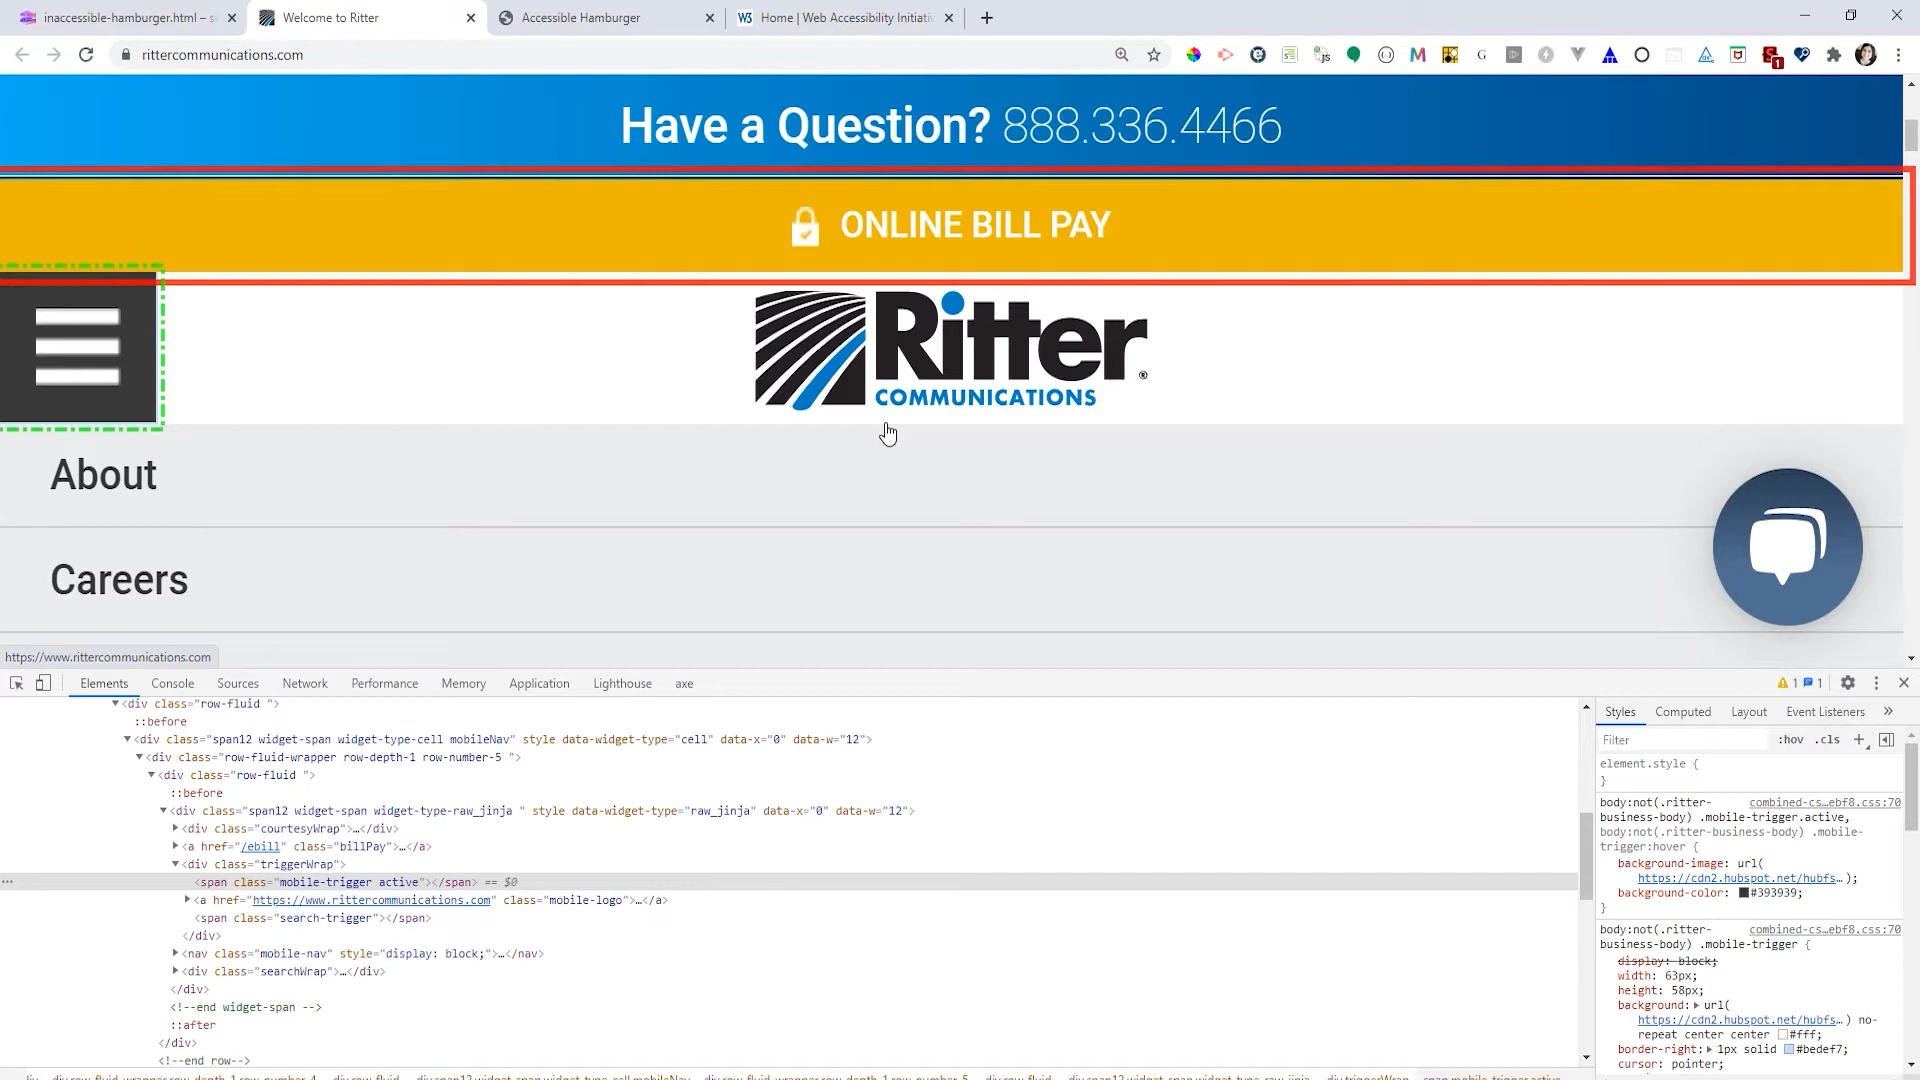 inaccessible-hamburger.html – s
Welcome to Ritter
Accessible Hamburger
W3 Home | Web Accessibility Initiati
rittercommunications.com
Have a Question? 888.336.4466
ONLINE BILL PAY
Ritter®
COMMUNICATIONS
About
Careers
https://www.rittercommunications.com
Elements Console Sources Network Performance Memory Application Lighthouse axe 1 1
<div class="row-fluid ">
::before
<div class="span12 widget-span widget-type-cell mobileNav" style data-widget-type="cell" data-x="0" data-w="12">
<div class="row-fluid-wrapper row-depth-1 row-number-5 ">
<div class="row-fluid ">
::before
<div class="span12 widget-span widget-type-raw_jinja " style data-widget-type="raw_jinja" data-x="0" data-w="12">
<div class="courtesyWrap">…</div>
<a href="/ebill" class="billPay">…</a>
<div class="triggerWrap">
<span class="mobile-trigger active"></span> == $0
<a href="https://www.rittercommunications.com" class="mobile-logo">…</a>
<span class="search-trigger"></span>
</div>
<nav class="mobile-nav" style="display: block;">…</nav>
<div class="searchWrap">…</div>
</div>
<!--end widget-span -->
::after
</div>
<!--end row-->
Styles Computed Layout Event Listeners »
Filter :hov .cls +
element.style {
}
body:not(.ritter- combined-cs…ebf8.css:70
business-body) .mobile-trigger.active,
body:not(.ritter-business-body) .mobile-
trigger:hover {
background-image: url(
https://cdn2.hubspot.net/hubfs… );
background-color: #393939;
}
body:not(.ritter- combined-cs…ebf8.css:70
business-body) .mobile-trigger {
display: block;
width: 63px;
height: 58px;
background: url(
https://cdn2.hubspot.net/hubfs… ) no-
repeat center center #fff;
border-right: 1px solid #bedef7;
cursor: pointer;